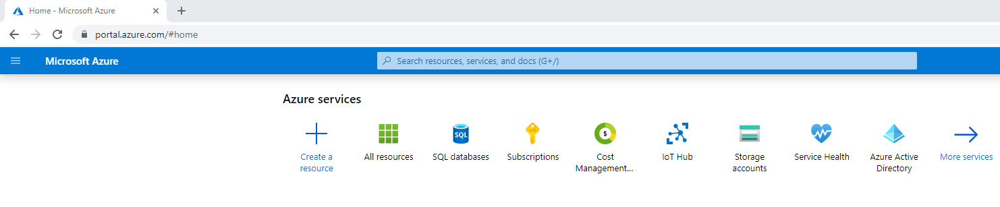 Home - Microsoft Azure
portal.azure.com/#home
Microsoft Azure
Search resources, services, and docs (G+/)
Azure services
Create a
resource
All resources
SQL
SQL databases
Subscriptions
$
Cost
Management...
IoT Hub
Storage
accounts
Service Health
Azure Active
Directory
More services